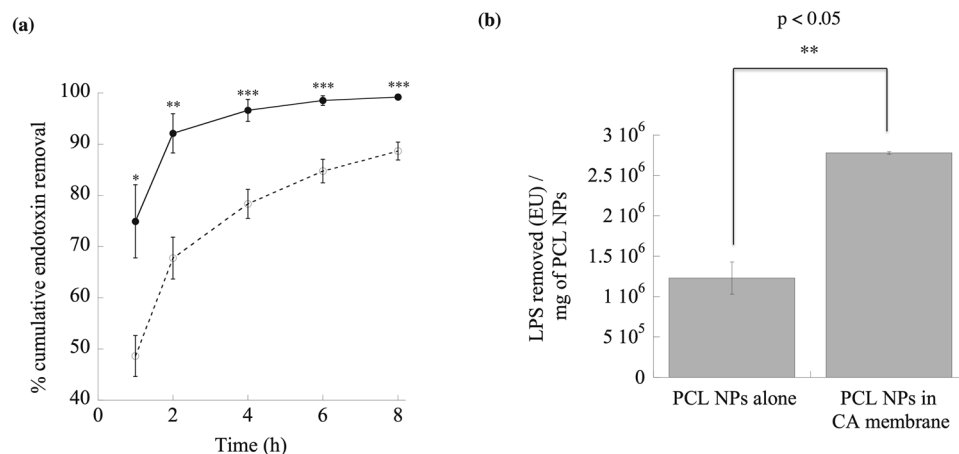 (a)
% cumulative endotoxin removal
100
90
80
70
60
50
40
*
**
***
***
***
0
2
4
6
8
Time (h)
(b)
p < 0.05
**
LPS removed (EU) /
mg of PCL NPs
3 10⁶
2.5 10⁶
2 10⁶
1.5 10⁶
1 10⁶
5 10⁵
0
PCL NPs alone
PCL NPs in
CA membrane